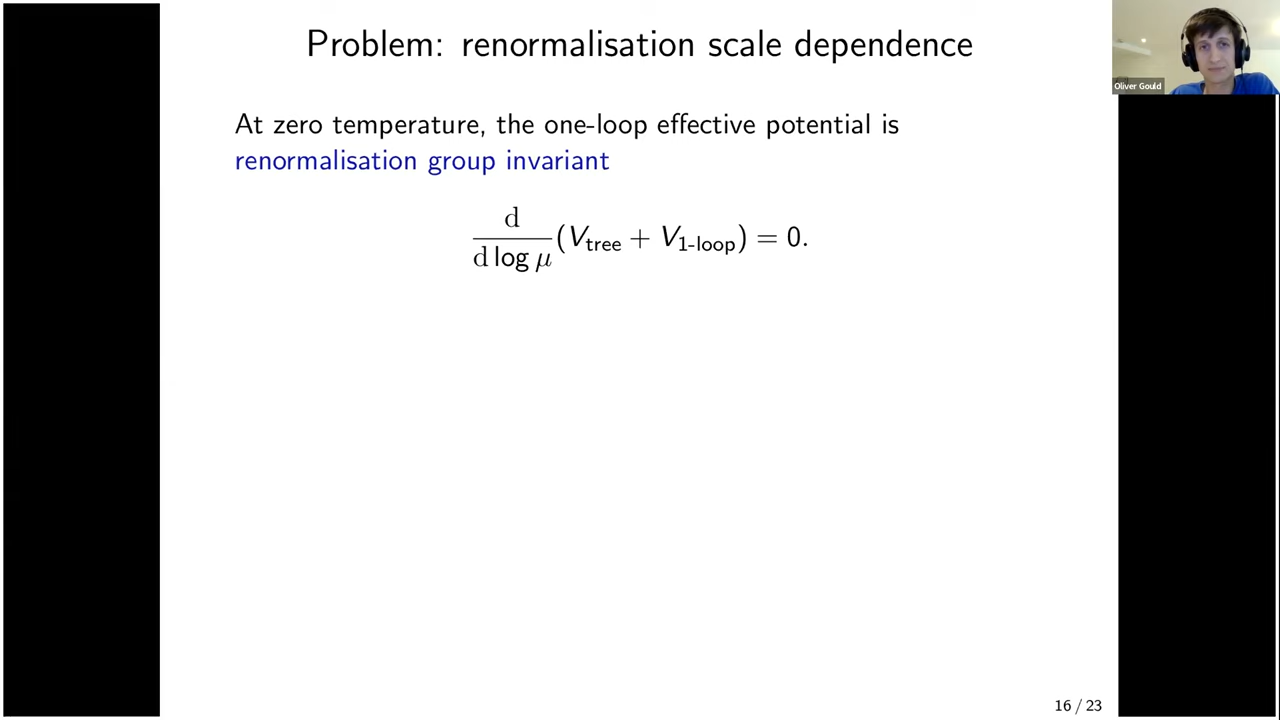 Problem: renormalisation scale dependence
Oliver Gould
At zero temperature, the one-loop effective potential is
renormalisation group invariant
d/(d log μ) (V_tree + V_1-loop) = 0.
16 / 23